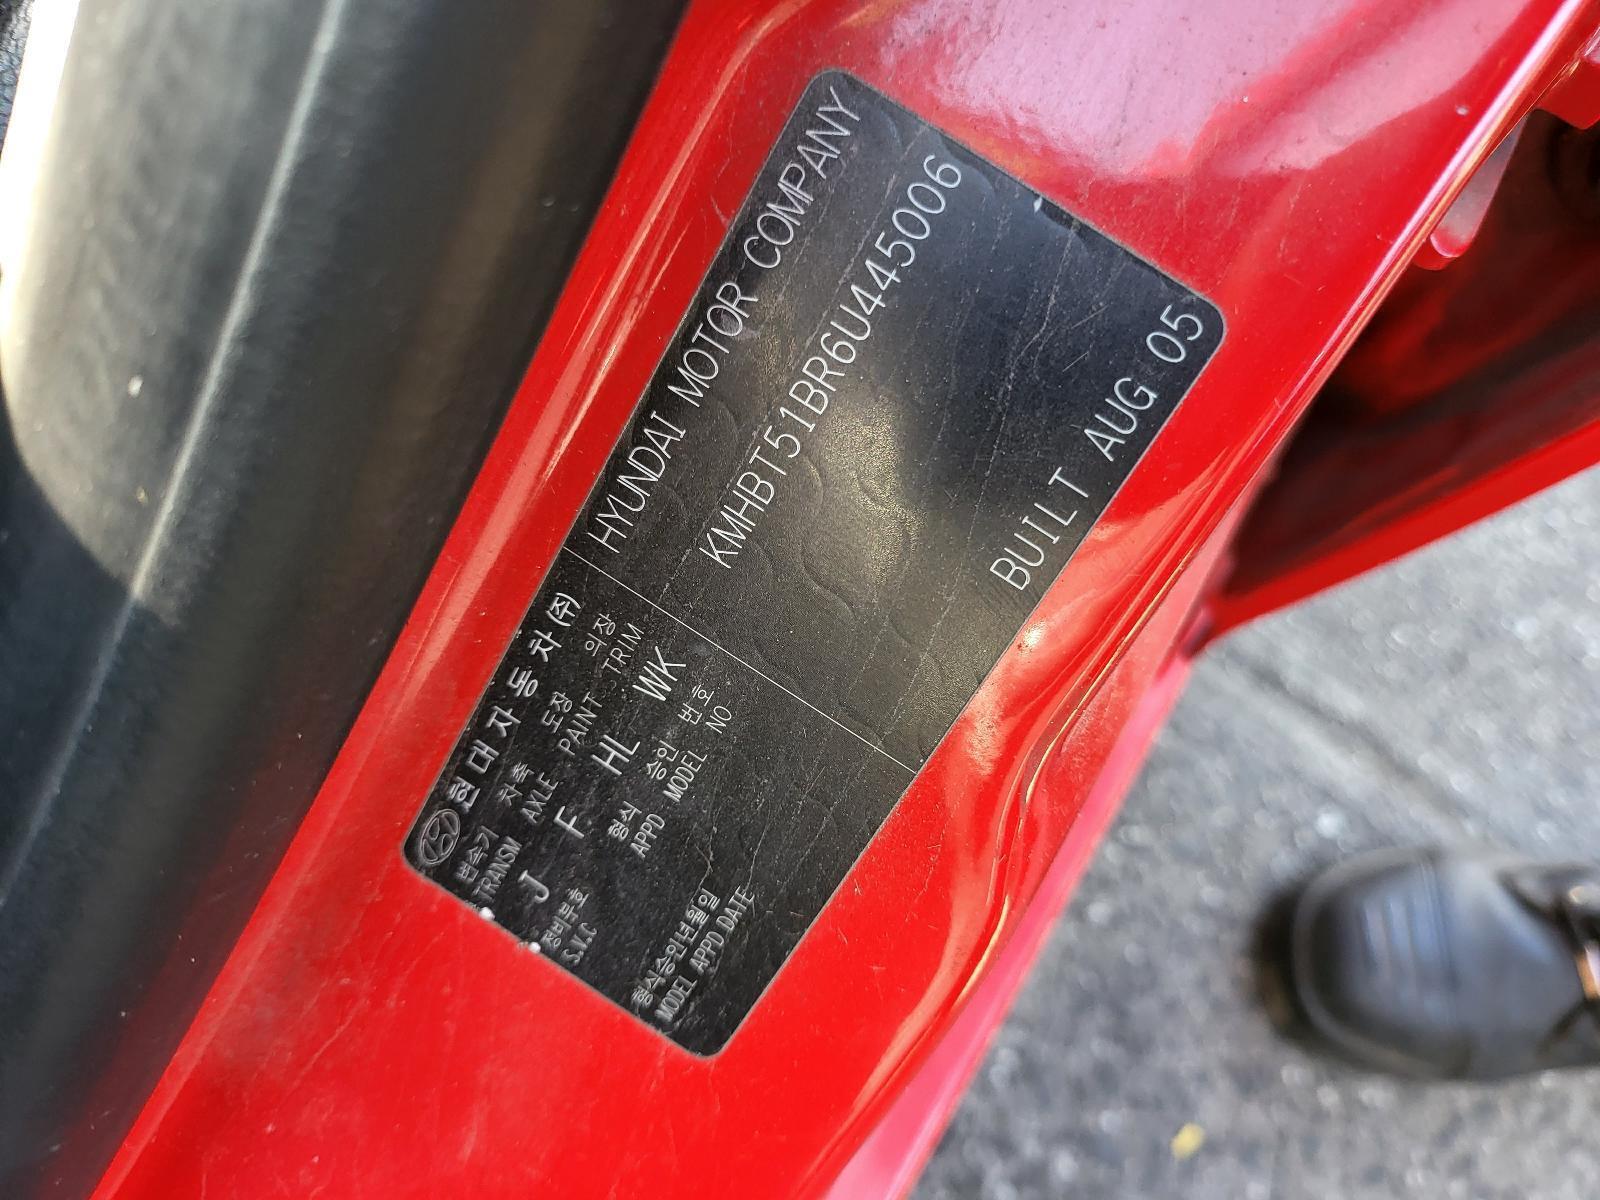 현대자동차(주) HYUNDAI MOTOR COMPANY
변속기 차축 도장 의장
TRANSM AXLE PAINT TRIM
J F HL WK
KMHBT51BR6U445006
정비부호 형식 승인 번호
S.V.C APPD MODEL NO
형식승인년월일
MODEL APPD DATE
BUILT AUG 05